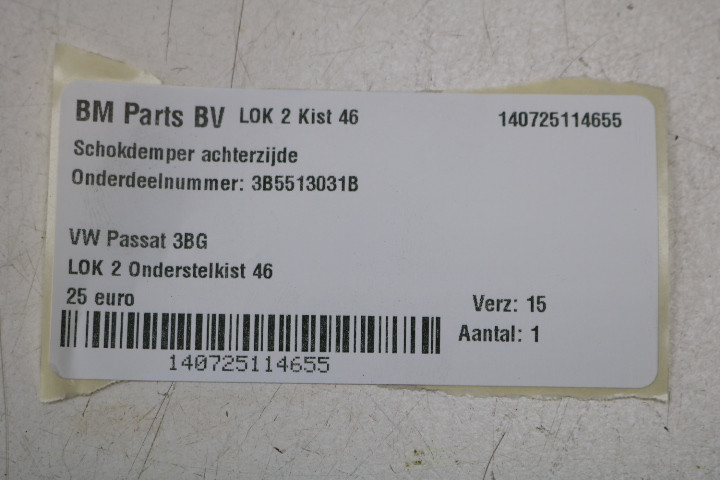 BM Parts BV LOK 2 Kist 46 140725114655
Schokdemper achterzijde
Onderdeelnummer: 3B5513031B
VW Passat 3BG
LOK 2 Onderstelkist 46
25 euro Verz: 15
Aantal: 1
140725114655